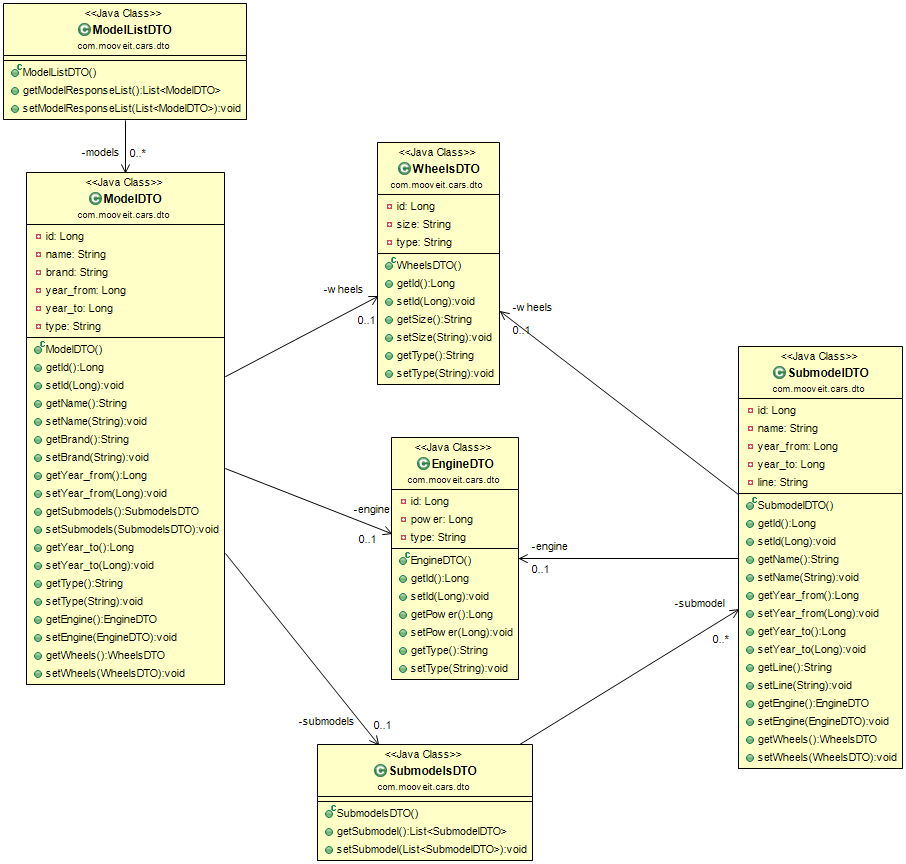 <<Java Class>>
ModelListDTO
com.mooveit.cars.dto
ModelListDTO()
getModelResponseList():List<ModelDTO>
setModelResponseList(List<ModelDTO>):void
-models
0..*
<<Java Class>>
ModelDTO
com.mooveit.cars.dto
id: Long
name: String
brand: String
year_from: Long
year_to: Long
type: String
ModelDTO()
getId():Long
setId(Long):void
getName():String
setName(String):void
getBrand():String
setBrand(String):void
getYear_from():Long
setYear_from(Long):void
getSubmodels():SubmodelsDTO
setSubmodels(SubmodelsDTO):void
getYear_to():Long
setYear_to(Long):void
getType():String
setType(String):void
getEngine():EngineDTO
setEngine(EngineDTO):void
getWheels():WheelsDTO
setWheels(WheelsDTO):void
-wheels
0..1
<<Java Class>>
WheelsDTO
com.mooveit.cars.dto
id: Long
size: String
type: String
WheelsDTO()
getId():Long
setId(Long):void
getSize():String
setSize(String):void
getType():String
setType(String):void
-wheels
0..1
-engine
0..1
<<Java Class>>
EngineDTO
com.mooveit.cars.dto
id: Long
power: Long
type: String
EngineDTO()
getId():Long
setId(Long):void
getPower():Long
setPower(Long):void
getType():String
setType(String):void
-engine
0..1
<<Java Class>>
SubmodelDTO
com.mooveit.cars.dto
id: Long
name: String
year_from: Long
year_to: Long
line: String
SubmodelDTO()
getId():Long
setId(Long):void
getName():String
setName(String):void
getYear_from():Long
setYear_from(Long):void
getYear_to():Long
setYear_to(Long):void
getLine():String
setLine(String):void
getEngine():EngineDTO
setEngine(EngineDTO):void
getWheels():WheelsDTO
setWheels(WheelsDTO):void
-submodel
0..*
-submodels
0..1
<<Java Class>>
SubmodelsDTO
com.mooveit.cars.dto
SubmodelsDTO()
getSubmodel():List<SubmodelDTO>
setSubmodel(List<SubmodelDTO>):void